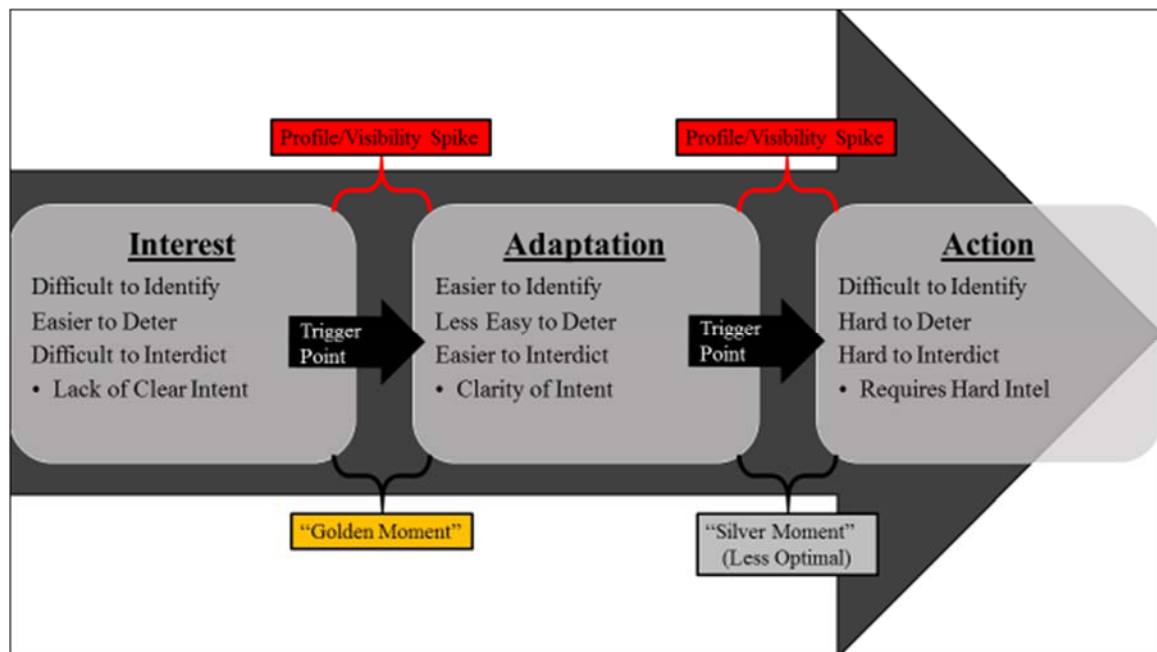 Profile/Visibility Spike
Profile/Visibility Spike
Interest
Difficult to Identify
Easier to Deter
Difficult to Interdict
• Lack of Clear Intent
Trigger
Point
Adaptation
Easier to Identify
Less Easy to Deter
Easier to Interdict
• Clarity of Intent
Trigger
Point
Action
Difficult to Identify
Hard to Deter
Hard to Interdict
• Requires Hard Intel
“Golden Moment”
“Silver Moment”
(Less Optimal)